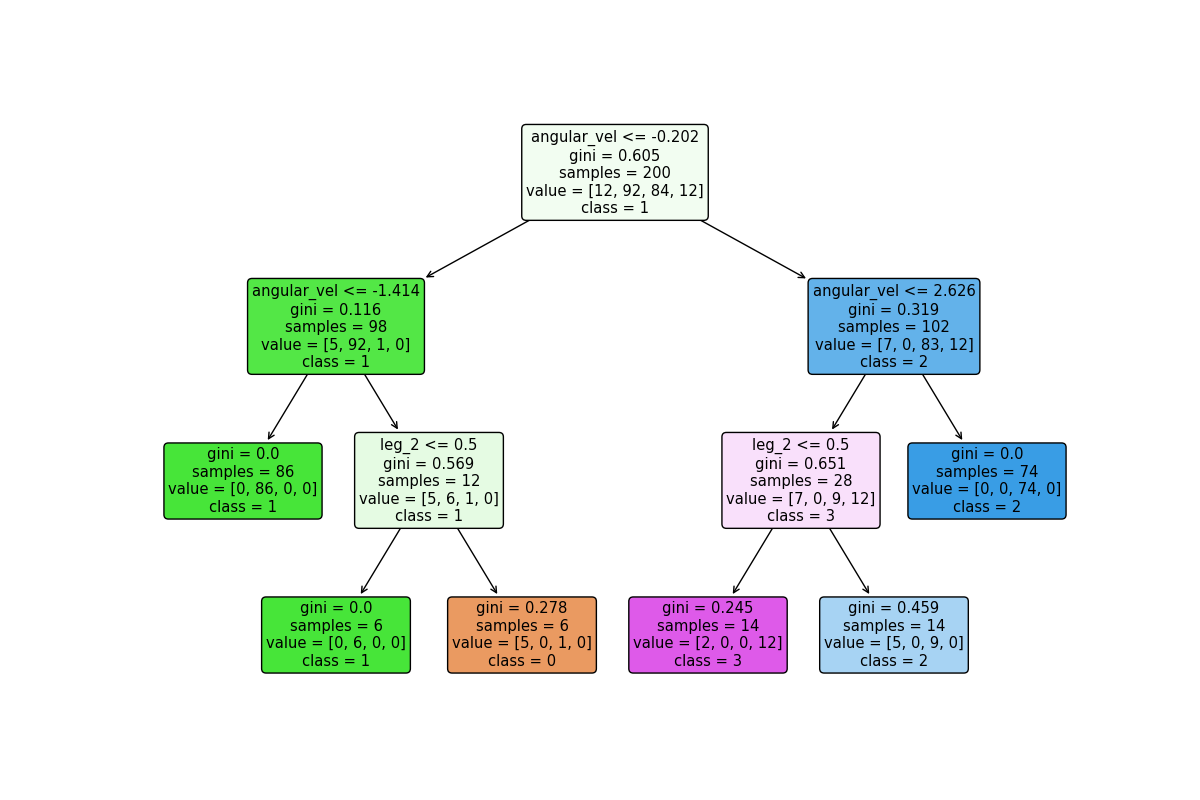 angular_vel <= -0.202
gini = 0.605
samples = 200
value = [12, 92, 84, 12]
class = 1
angular_vel <= -1.414
gini = 0.116
samples = 98
value = [5, 92, 1, 0]
class = 1
angular_vel <= 2.626
gini = 0.319
samples = 102
value = [7, 0, 83, 12]
class = 2
gini = 0.0
samples = 86
value = [0, 86, 0, 0]
class = 1
leg_2 <= 0.5
gini = 0.569
samples = 12
value = [5, 6, 1, 0]
class = 1
leg_2 <= 0.5
gini = 0.651
samples = 28
value = [7, 0, 9, 12]
class = 3
gini = 0.0
samples = 74
value = [0, 0, 74, 0]
class = 2
gini = 0.0
samples = 6
value = [0, 6, 0, 0]
class = 1
gini = 0.278
samples = 6
value = [5, 0, 1, 0]
class = 0
gini = 0.245
samples = 14
value = [2, 0, 0, 12]
class = 3
gini = 0.459
samples = 14
value = [5, 0, 9, 0]
class = 2